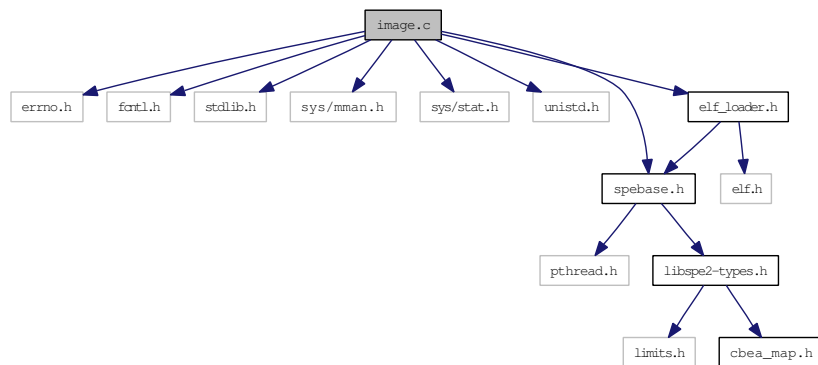 image.c
errno.h
fcntl.h
stdlib.h
sys/mman.h
sys/stat.h
unistd.h
elf_loader.h
spebase.h
elf.h
pthread.h
libspe2-types.h
limits.h
cbea_map.h